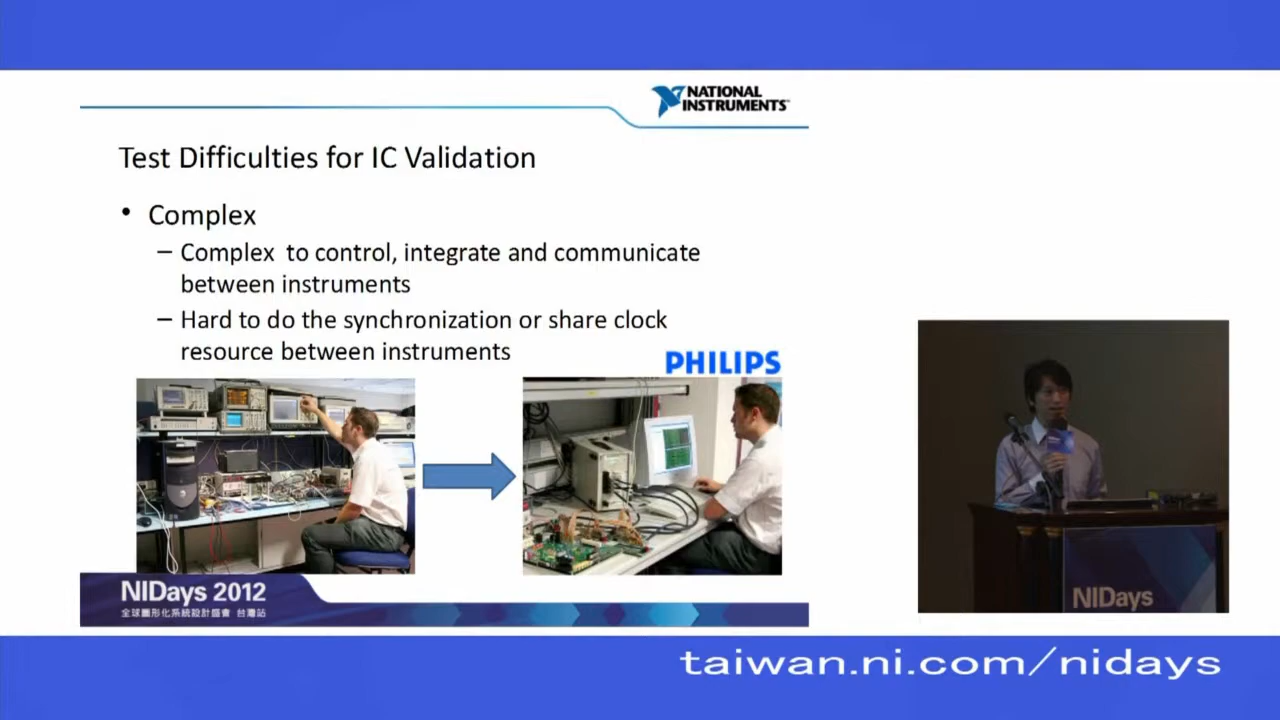 NATIONAL
INSTRUMENTS™
Test Difficulties for IC Validation
• Complex
– Complex to control, integrate and communicate
between instruments
– Hard to do the synchronization or share clock
resource between instruments
PHILIPS
NIDays 2012
全球圖形化系統設計盛會 台灣站
NIDays
taiwan.ni.com/nidays